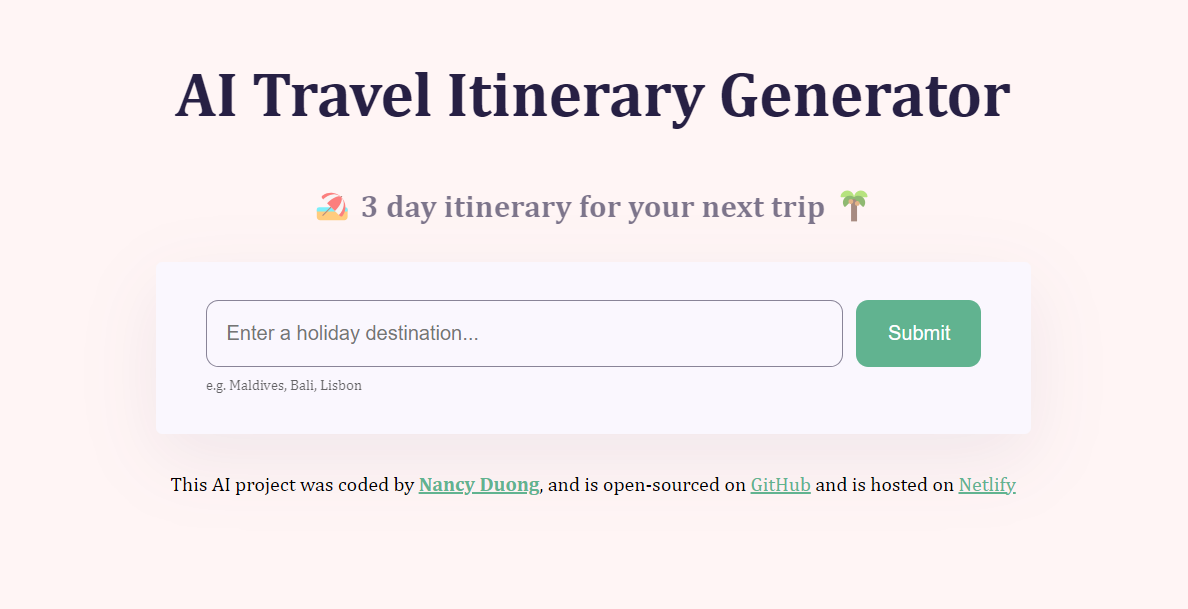 AI Travel Itinerary Generator
🏖️ 3 day itinerary for your next trip 🌴
Enter a holiday destination... Submit
e.g. Maldives, Bali, Lisbon
This AI project was coded by Nancy Duong, and is open-sourced on GitHub and is hosted on Netlify